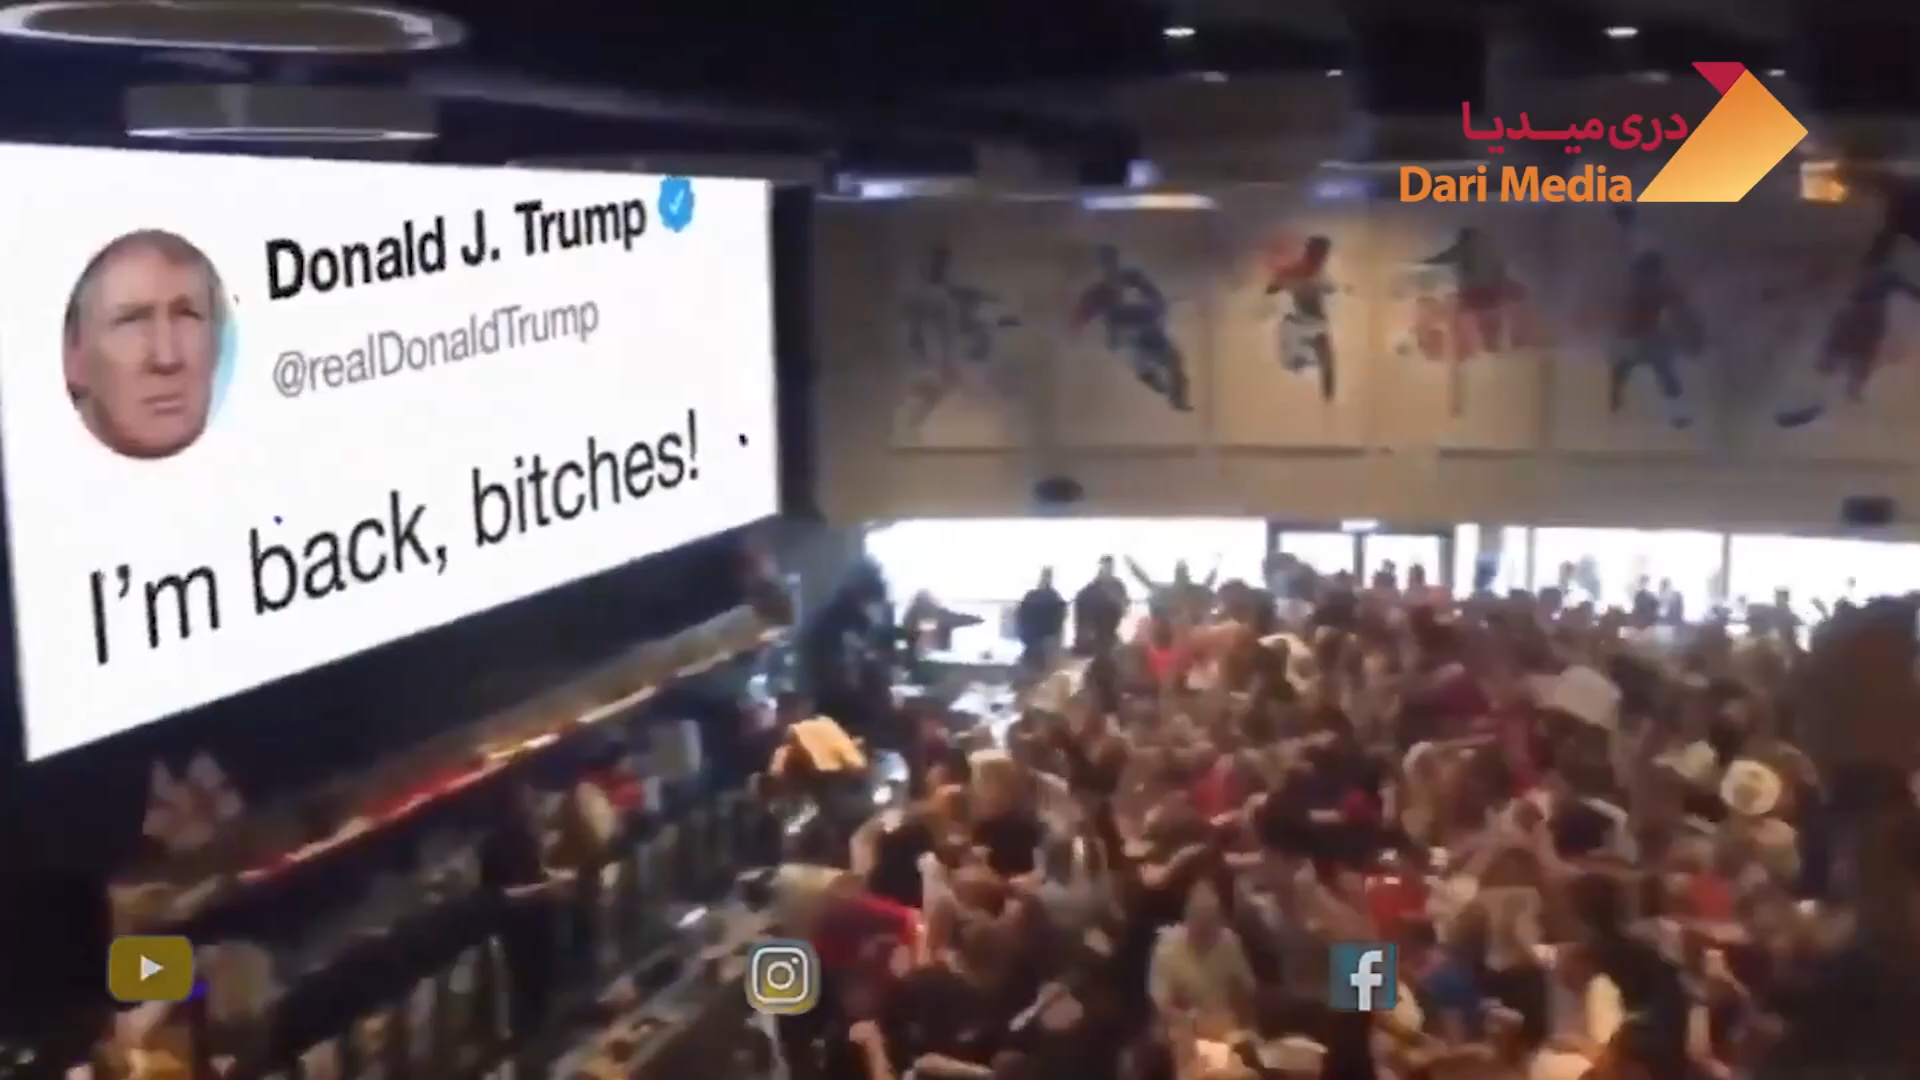 دری میدیا
Dari Media
Donald J. Trump
@realDonaldTrump
I'm back, bitches!